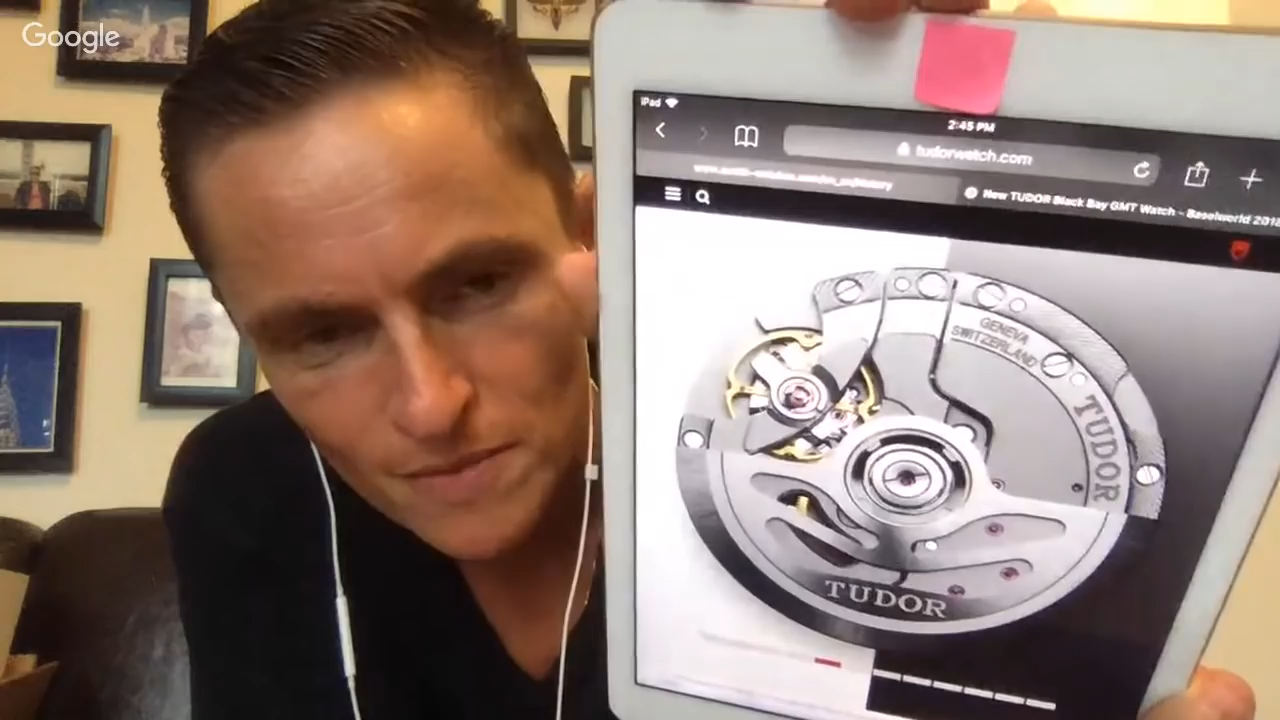 Google
iPad
2:45 PM
tudorwatch.com
New TUDOR Black Bay GMT Watch - Baselworld 2018
GENEVA
SWITZERLAND
TUDOR
TUDOR